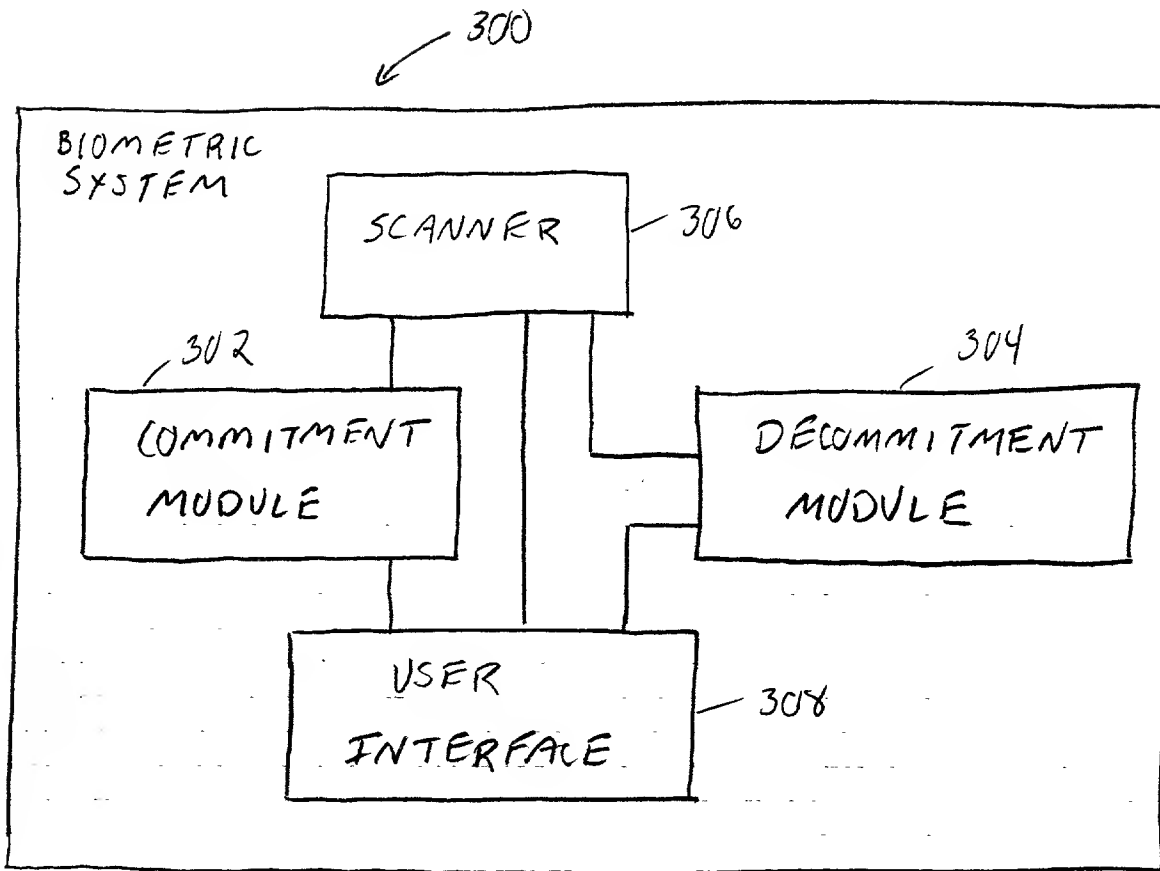 300
BIOMETRIC
SYSTEM
SCANNER
306
302
304
COMMITMENT
MODULE
DECOMMITMENT
MODULE
USER
INTERFACE
308